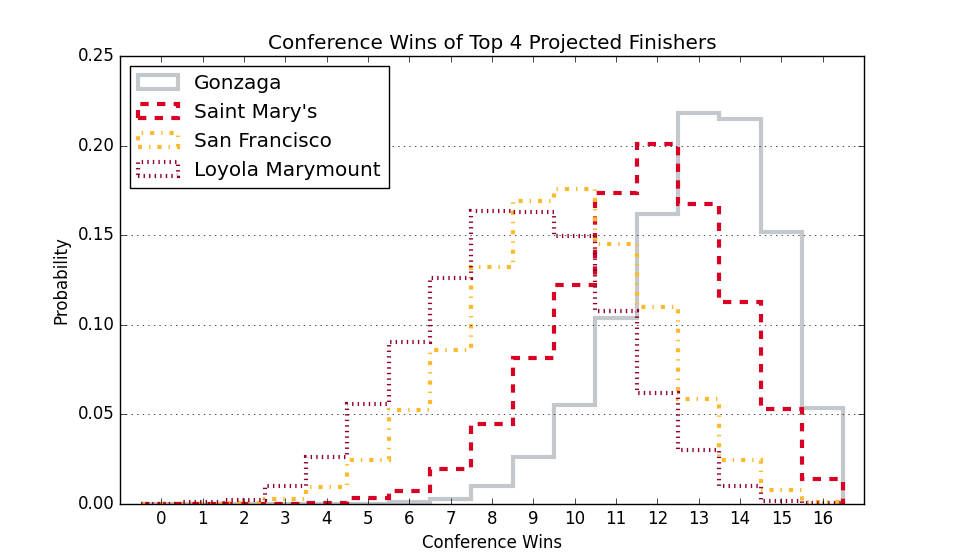 Conference Wins of Top 4 Projected Finishers
0.25
0.20
0.15
0.10
0.05
0.00
Probability
Gonzaga
Saint Mary's
San Francisco
Loyola Marymount
0 1 2 3 4 5 6 7 8 9 10 11 12 13 14 15 16
Conference Wins